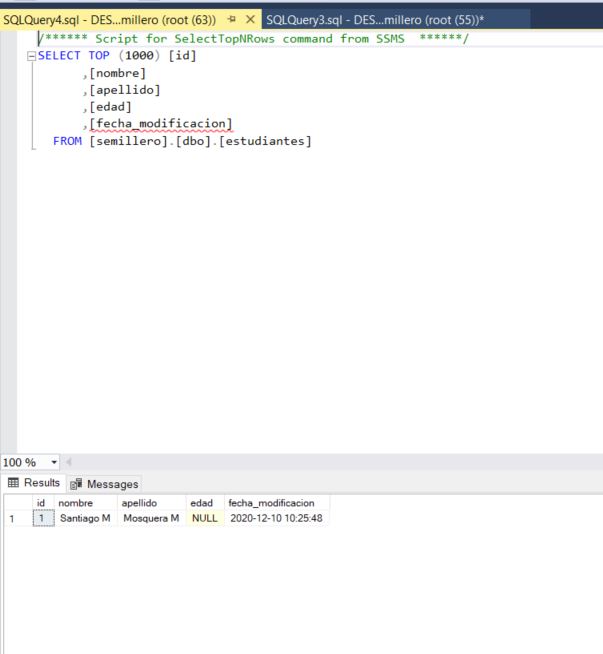 SQLQuery4.sql - DES...millero (root (63)) SQLQuery3.sql - DES...millero (root (55))*
/****** Script for SelectTopNRows command from SSMS ******/
SELECT TOP (1000) [id]
,[nombre]
,[apellido]
,[edad]
,[fecha_modificacion]
FROM [semillero].[dbo].[estudiantes]
100 %
Results Messages
id nombre apellido edad fecha_modificacion
1 1 Santiago M Mosquera M NULL 2020-12-10 10:25:48